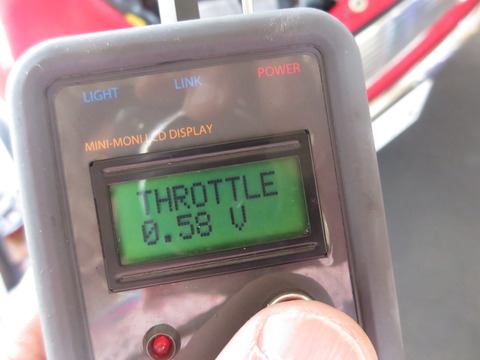 LIGHT LINK POWER
MINI-MONI LCD DISPLAY
THROTTLE
0.58 V